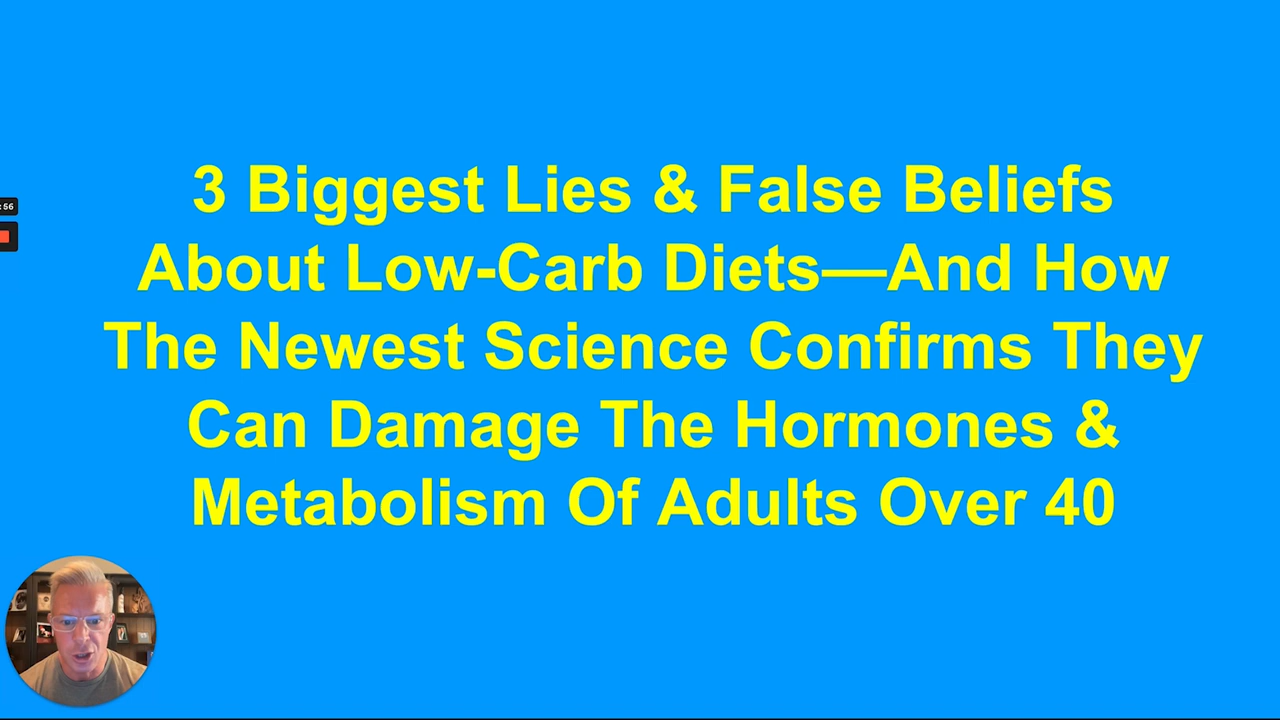 3 Biggest Lies & False Beliefs
About Low-Carb Diets—And How
The Newest Science Confirms They
Can Damage The Hormones &
Metabolism Of Adults Over 40
:56